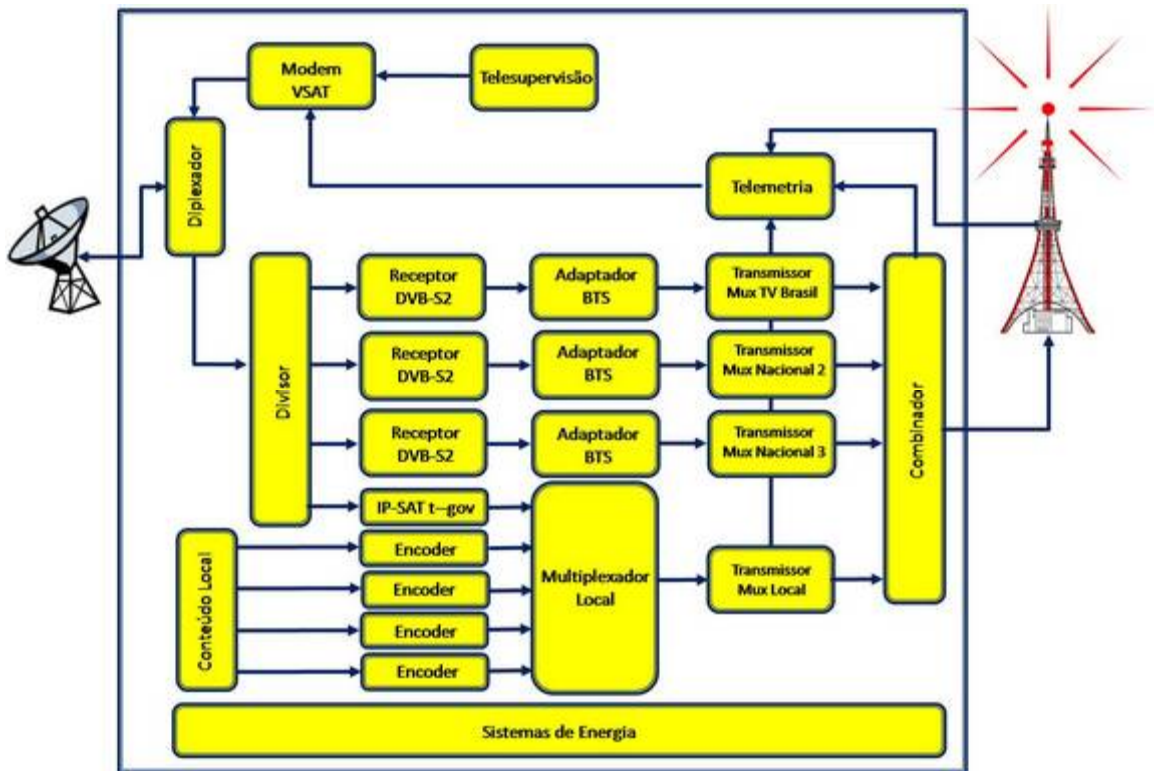 Modem
VSAT
Telesupervisão
Diplexador
Telemetria
Divisor
Receptor
DVB-S2
Adaptador
BTS
Transmissor
Mux TV Brasil
Receptor
DVB-S2
Adaptador
BTS
Transmissor
Mux Nacional 2
Receptor
DVB-S2
Adaptador
BTS
Transmissor
Mux Nacional 3
Combinador
IP-SAT t–gov
Conteúdo Local
Encoder
Encoder
Encoder
Encoder
Multiplexador
Local
Transmissor
Mux Local
Sistemas de Energia